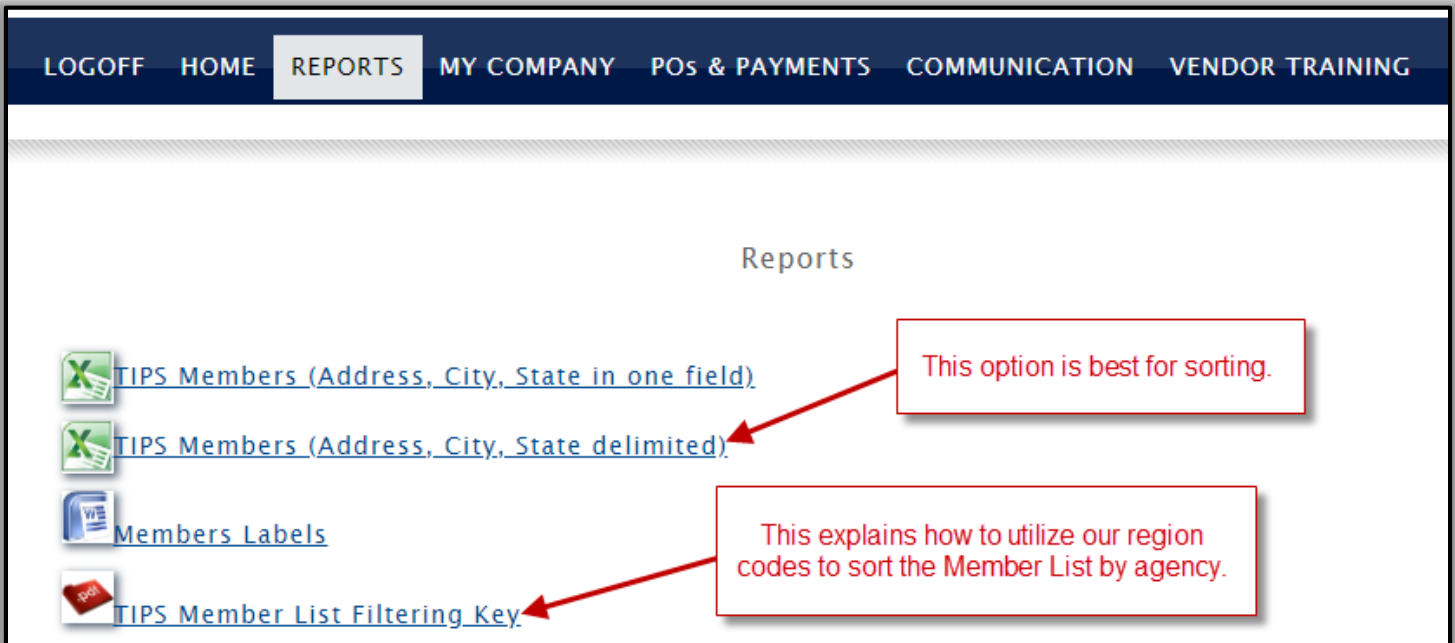 LOGOFF HOME REPORTS MY COMPANY POs & PAYMENTS COMMUNICATION VENDOR TRAINING
Reports
TIPS Members (Address, City, State in one field)
This option is best for sorting.
TIPS Members (Address, City, State delimited)
Members Labels
This explains how to utilize our region
codes to sort the Member List by agency.
.pdf
TIPS Member List Filtering Key